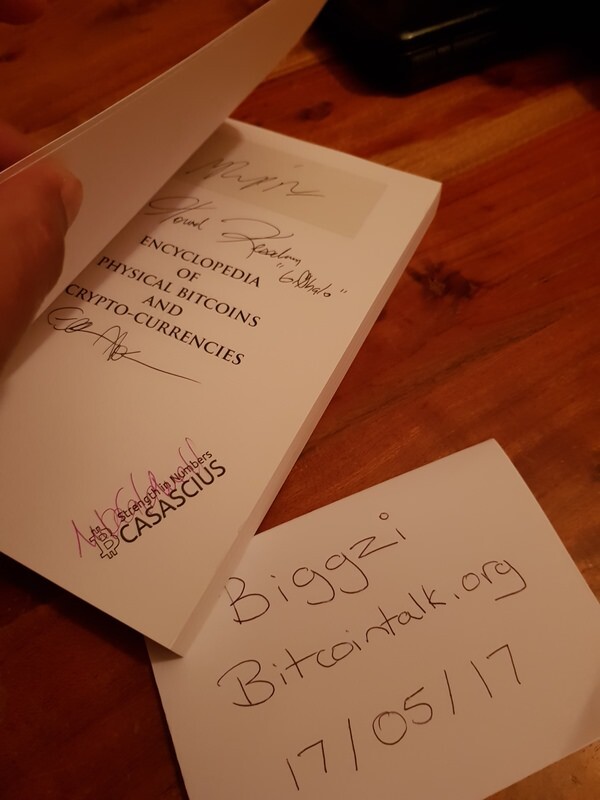 ENCYCLOPEDIA
OF
PHYSICAL BITCOINS
AND
CRYPTO-CURRENCIES
Strength in Numbers
CASASCIUS
Biggzi
Bitcointalk.org
17/05/17